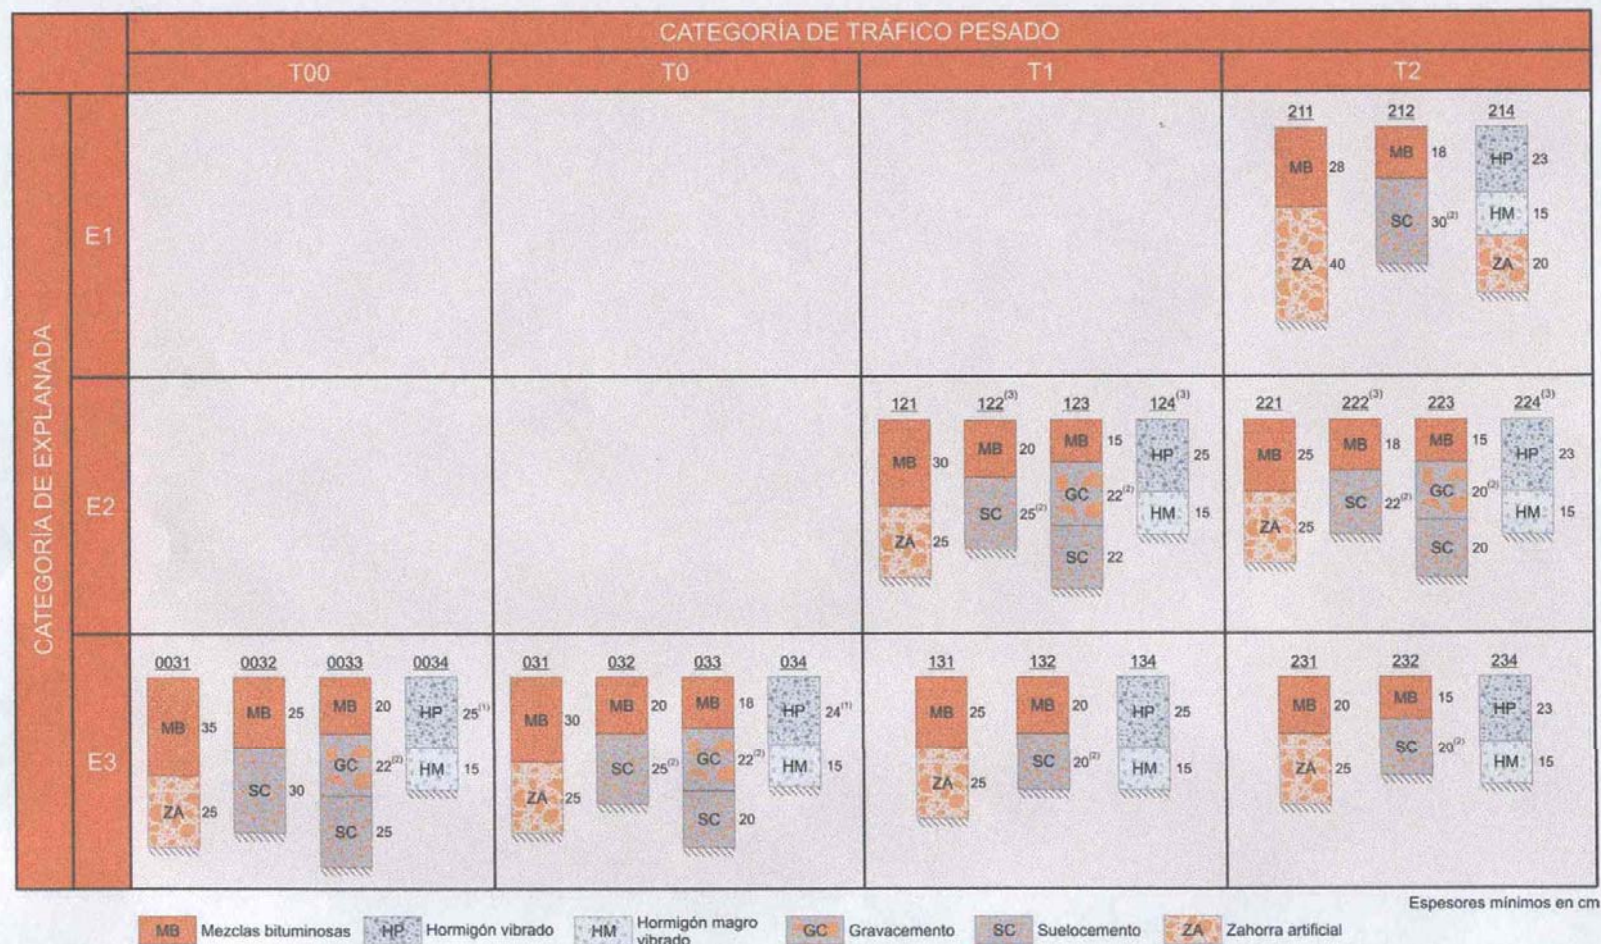 CATEGORÍA DE TRÁFICO PESADO
T00 T0 T1 T2
CATEGORÍA DE EXPLANADA
E1
211 212 214
MB 28 MB 18 HP 23
SC 30(2) HM 15
ZA 40 ZA 20
E2
121 122(3) 123 124(3) 221 222(3) 223 224(3)
MB 30 MB 20 MB 15 HP 25 MB 25 MB 18 MB 15 HP 23
ZA 25 SC 25(2) GC 22(2) HM 15 ZA 25 SC 22(2) GC 20(2) HM 15
SC 22 SC 20
E3
0031 0032 0033 0034 031 032 033 034 131 132 134 231 232 234
MB 35 MB 25 MB 20 HP 25(1) MB 30 MB 20 MB 18 HP 24(1) MB 25 MB 20 HP 25 MB 20 MB 15 HP 23
ZA 25 SC 30 GC 22(2) HM 15 ZA 25 SC 25(2) GC 22(2) HM 15 ZA 25 SC 20(2) HM 15 ZA 25 SC 20(2) HM 15
SC 25 SC 20
Espesores mínimos en cm
MB Mezclas bituminosas HP Hormigón vibrado HM Hormigón magro vibrado GC Gravacemento SC Suelocemento ZA Zahorra artificial